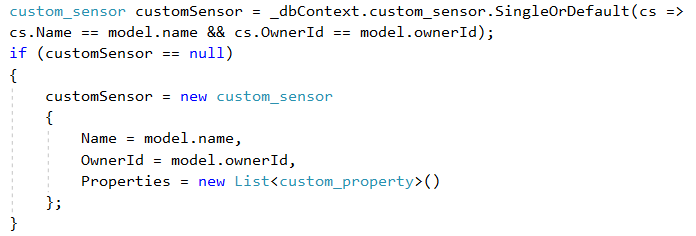 custom_sensor customSensor = _dbContext.custom_sensor.SingleOrDefault(cs =>
cs.Name == model.name && cs.OwnerId == model.ownerId);
if (customSensor == null)
{
    customSensor = new custom_sensor
    {
        Name = model.name,
        OwnerId = model.ownerId,
        Properties = new List<custom_property>()
    };
}